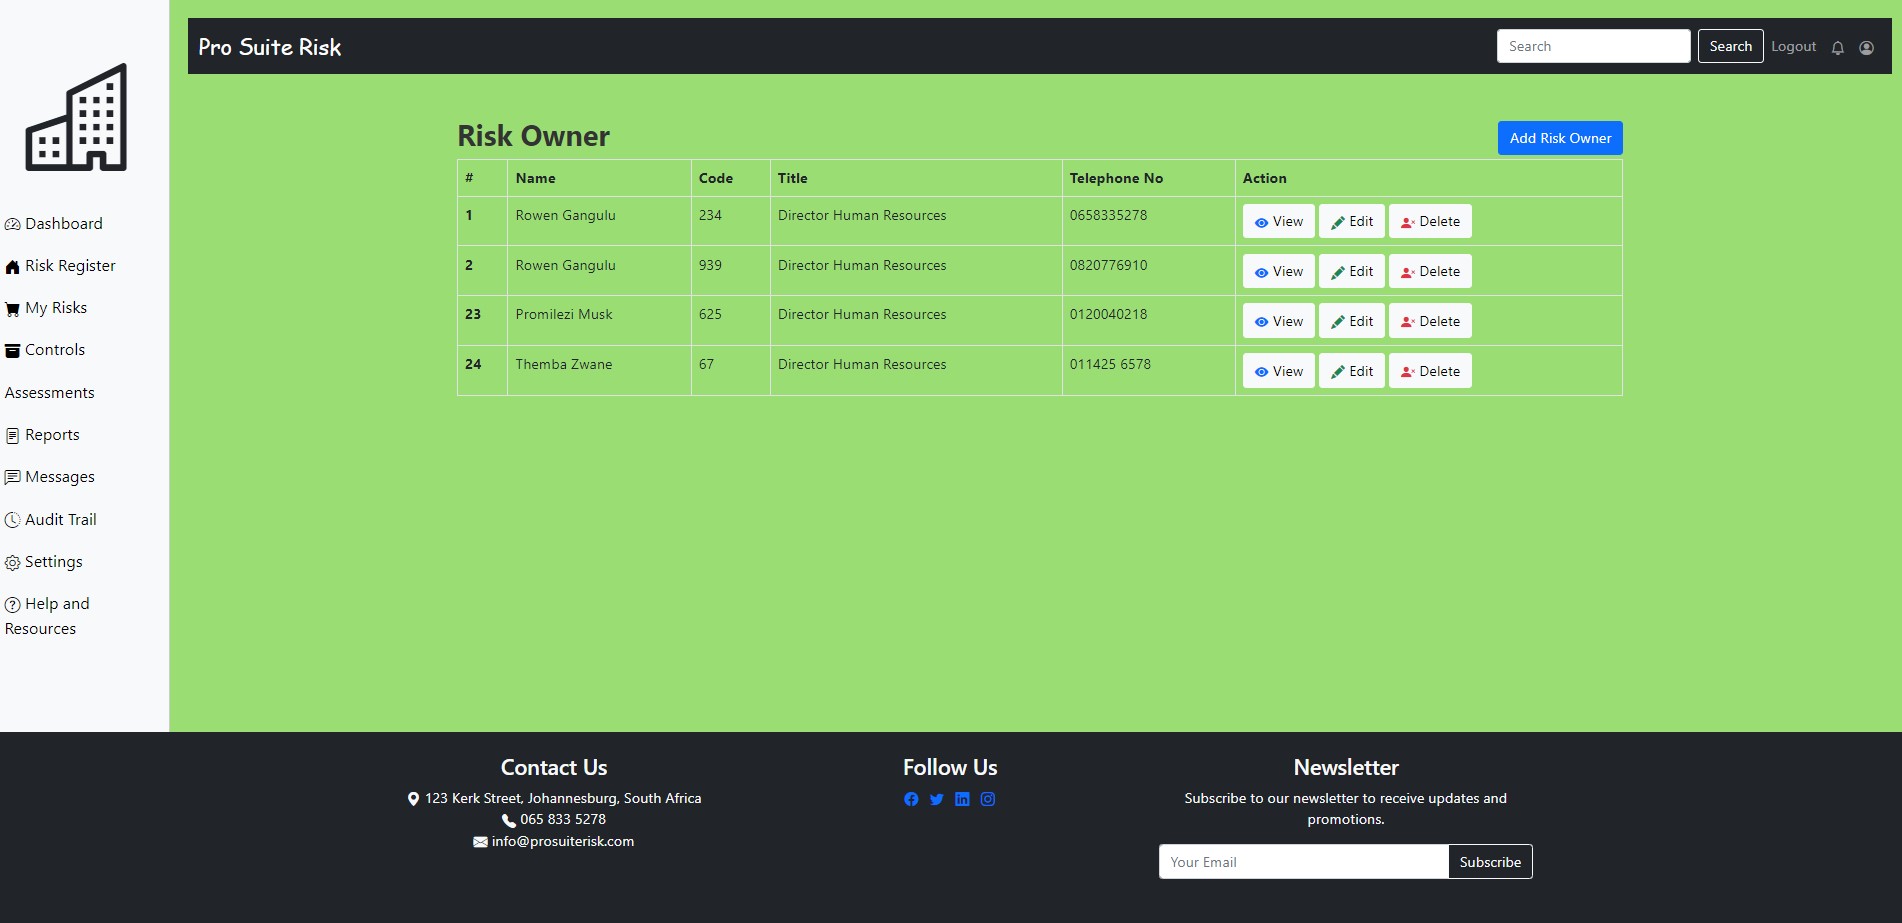 Pro Suite Risk
Search
Search
Logout
Dashboard
Risk Register
My Risks
Controls
Assessments
Reports
Messages
Audit Trail
Settings
Help and
Resources
Risk Owner
Add Risk Owner
# Name Code Title Telephone No Action
1 Rowen Gangulu 234 Director Human Resources 0658335278 View Edit Delete
2 Rowen Gangulu 939 Director Human Resources 0820776910 View Edit Delete
23 Promilezi Musk 625 Director Human Resources 0120040218 View Edit Delete
24 Themba Zwane 67 Director Human Resources 011425 6578 View Edit Delete
Contact Us
123 Kerk Street, Johannesburg, South Africa
065 833 5278
info@prosuiterisk.com
Follow Us
Newsletter
Subscribe to our newsletter to receive updates and
promotions.
Your Email
Subscribe